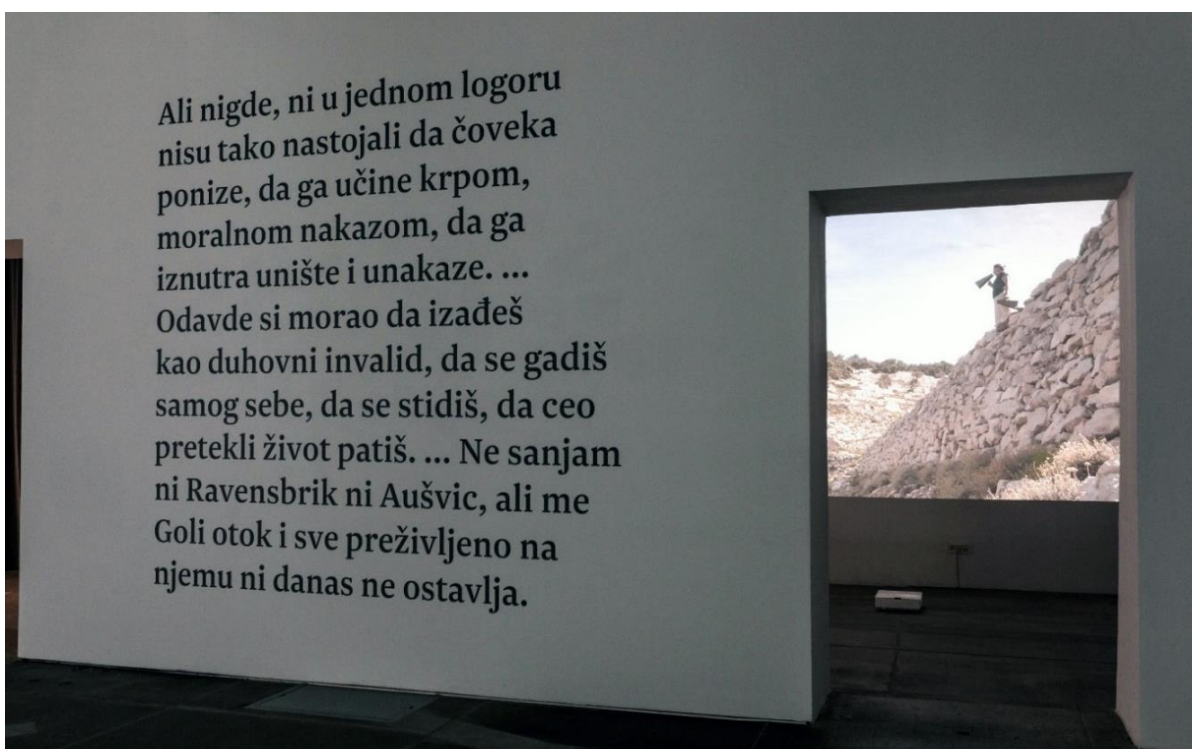 Ali nigde, ni u jednom logoru
nisu tako nastojali da čoveka
ponize, da ga učine krpom,
moralnom nakazom, da ga
iznutra unište i unakaze. ...
Odavde si morao da izađeš
kao duhovni invalid, da se gadiš
samog sebe, da se stidiš, da ceo
pretekli život patiš. ... Ne sanjam
ni Ravensbrik ni Aušvic, ali me
Goli otok i sve preživljeno na
njemu ni danas ne ostavlja.